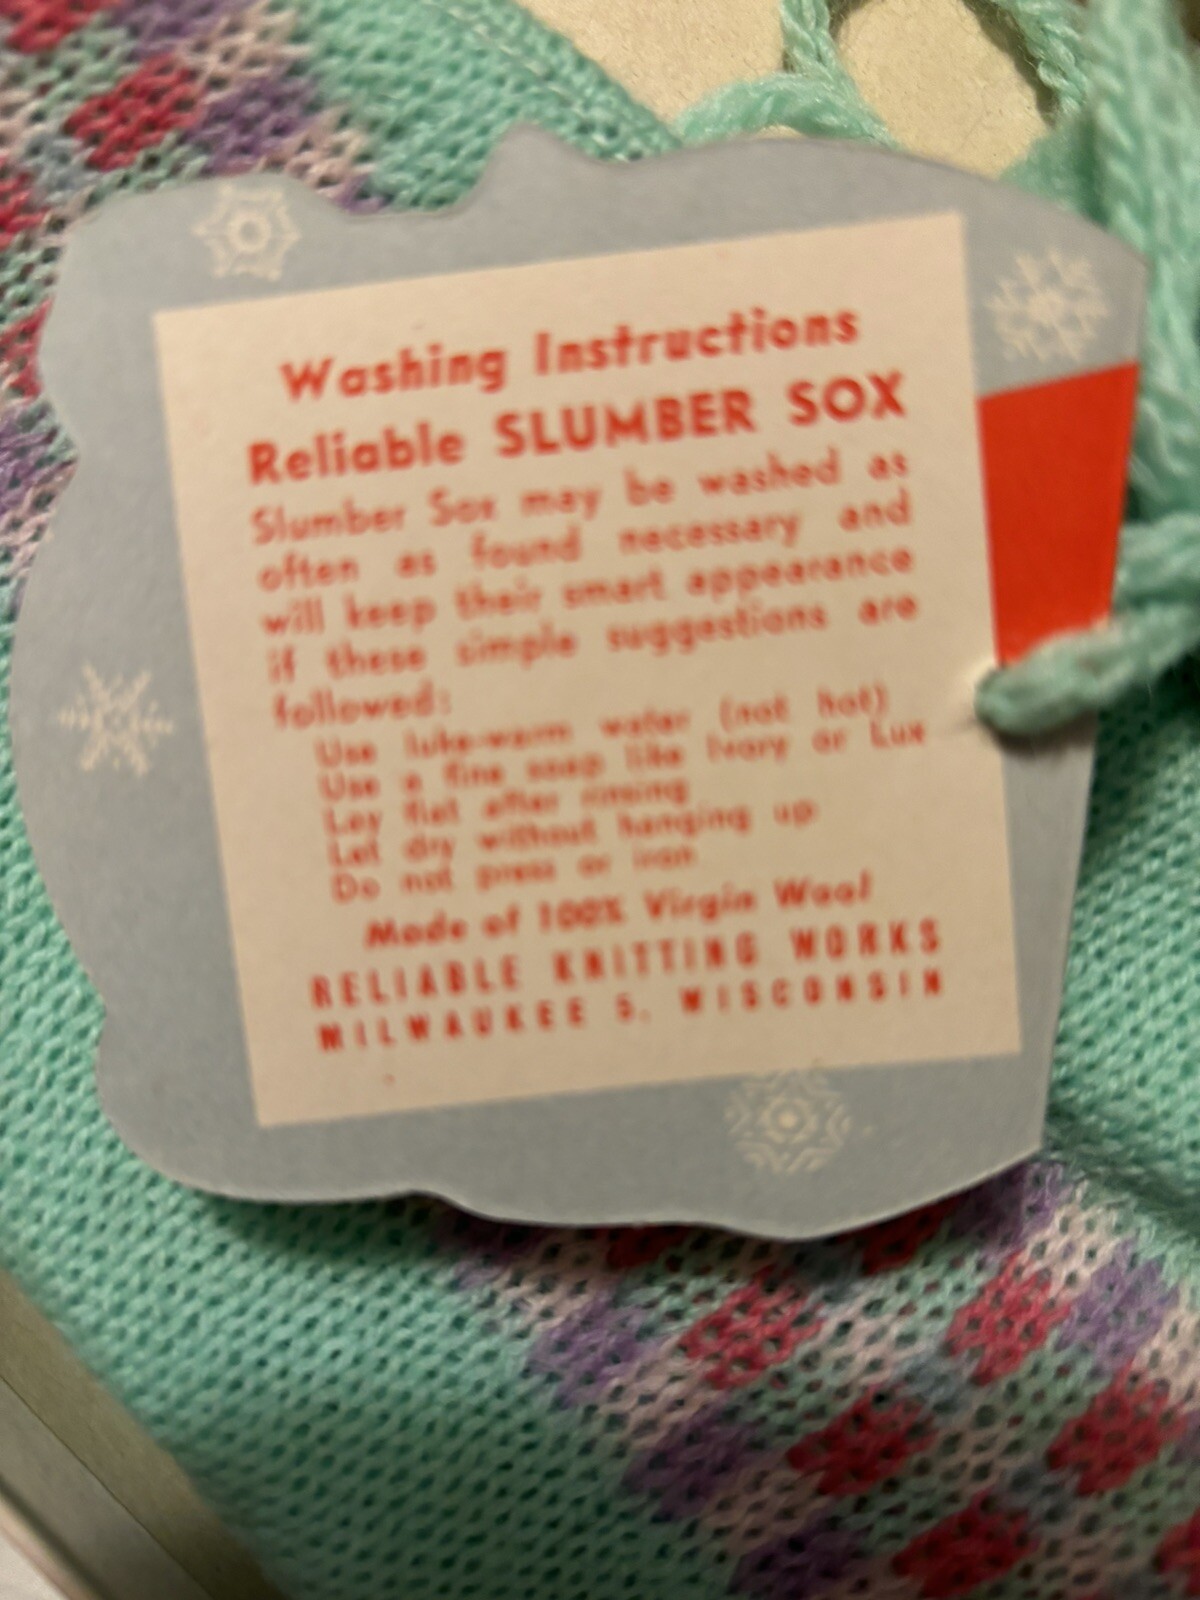 Washing Instructions
Reliable SLUMBER SOX
Slumber Sox may be washed as
often as found necessary and
will keep their smart appearance
if these simple suggestions are
followed:
Use luke-warm water (not hot)
Use a fine soap like Ivory or Lux
Lay flat after rinsing
Let dry without hanging up
Do not press or iron
Made of 100% Virgin Wool
RELIABLE KNITTING WORKS
MILWAUKEE 5, WISCONSIN